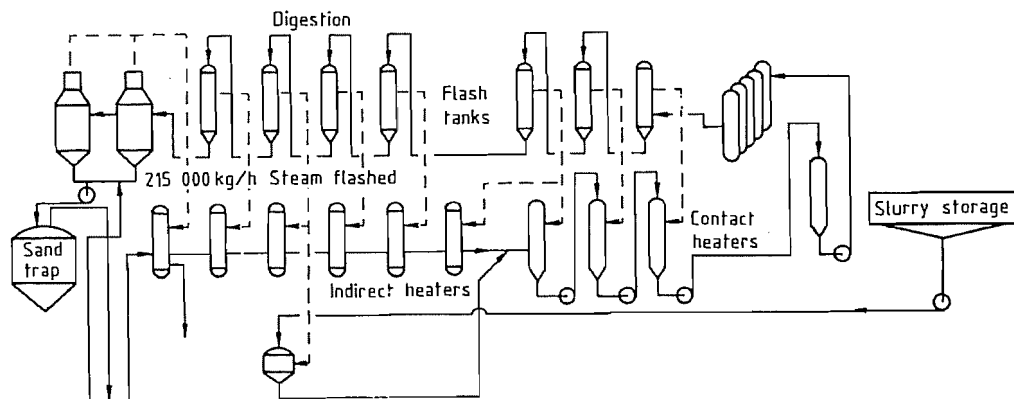 Digestion
Flash
tanks
215 000 kg/h Steam flashed
Slurry storage
Contact
heaters
Sand
trap
Indirect heaters